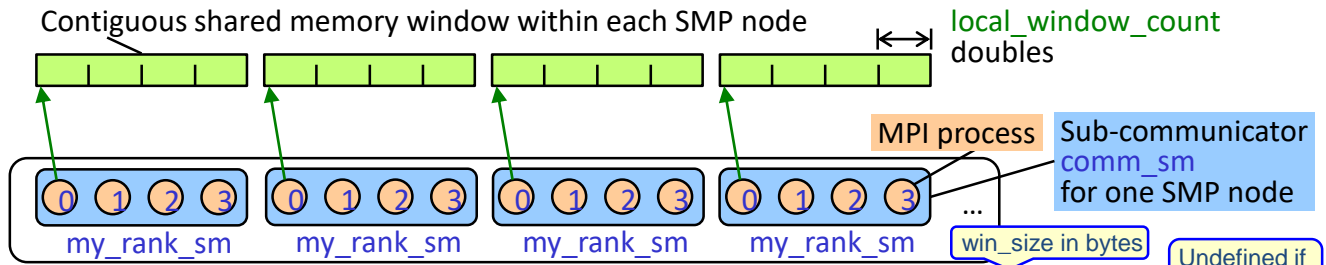 Contiguous shared memory window within each SMP node
local_window_count
doubles
MPI process
Sub-communicator
comm_sm
for one SMP node
0 1 2 3 0 1 2 3 0 1 2 3 0 1 2 3 ...
my_rank_sm my_rank_sm my_rank_sm my_rank_sm
win_size in bytes
Undefined if